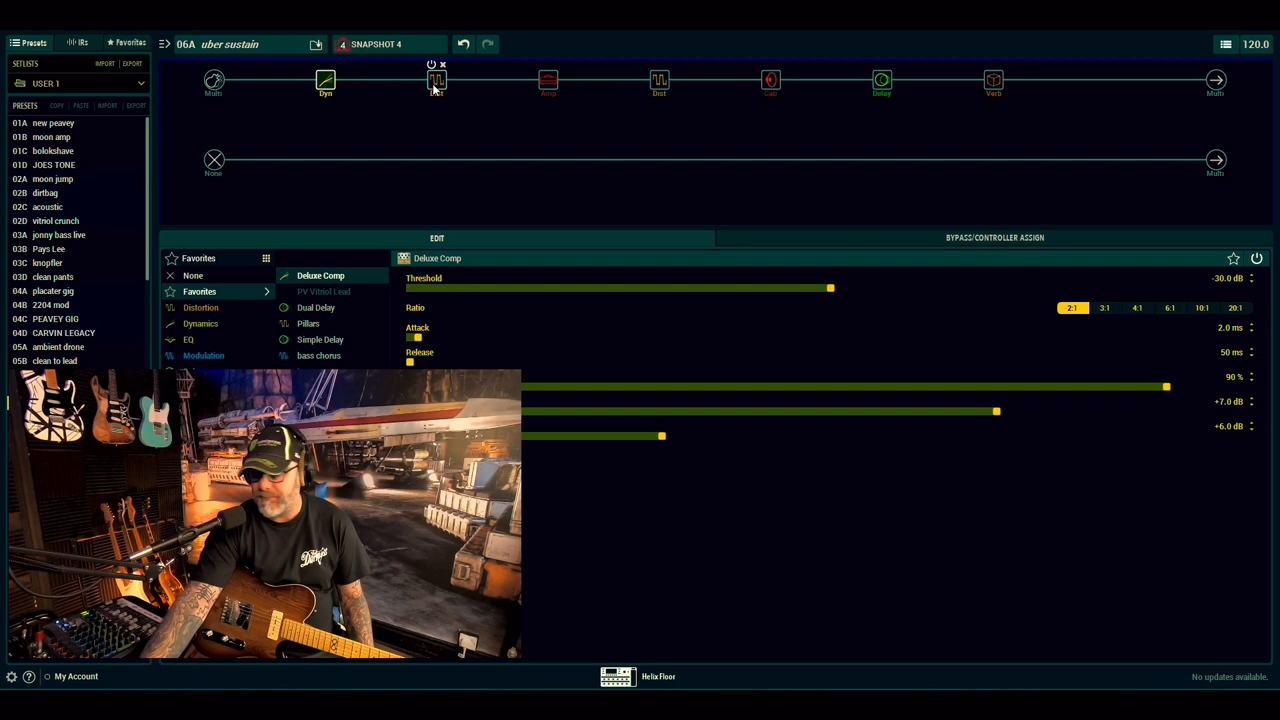 Presets IRs Favorites 06A uber sustain 4 SNAPSHOT 4 120.0
SETLISTS IMPORT EXPORT
USER 1
PRESETS COPY PASTE IMPORT EXPORT
01A new peavey
01B moon amp
01C bolokshave
01D JOES TONE
02A moon jump
02B dirtbag
02C acoustic
02D vitriol crunch
03A jonny bass live
03B Pays Lee
03C knopfler
03D clean pants
04A placater gig
04B 2204 mod
04C PEAVEY GIG
04D CARVIN LEGACY
05A ambient drone
05B clean to lead
Multi Dyn Amp Dist Cab Delay Verb Multi
None Multi
EDIT BYPASS/CONTROLLER ASSIGN
Favorites
None
Favorites
Distortion
Dynamics
EQ
Modulation
Deluxe Comp
PV Vitriol Lead
Dual Delay
Pillars
Simple Delay
bass chorus
Deluxe Comp
Threshold -30.0 dB
Ratio 2:1 3:1 4:1 6:1 10:1 20:1
Attack 2.0 ms
Release 50 ms
90 %
+7.0 dB
+6.0 dB
My Account Helix Floor No updates available.